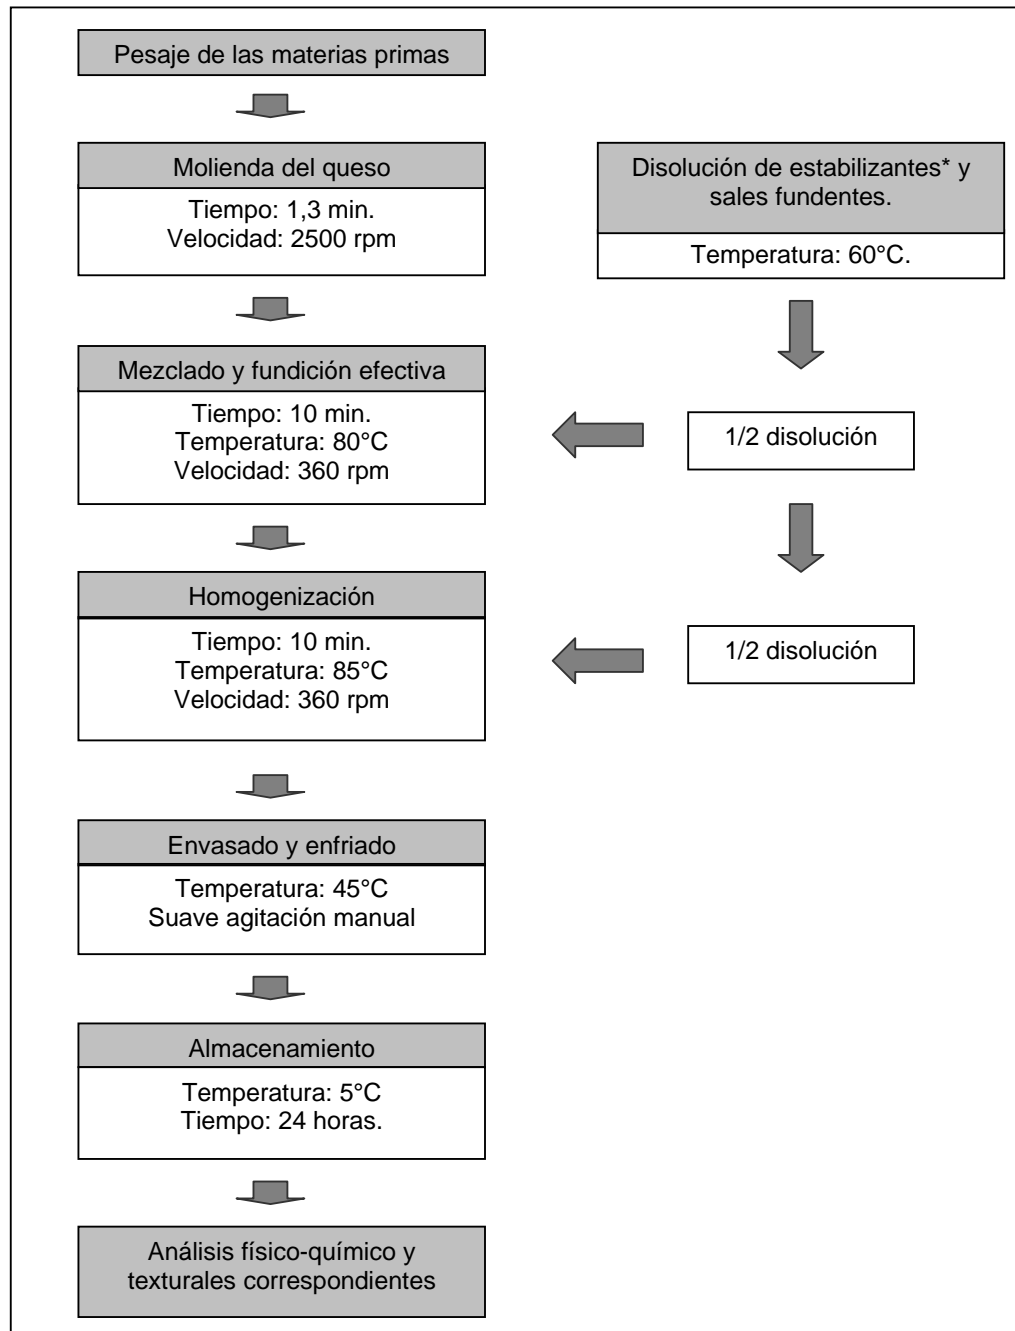 Pesaje de las materias primas
Molienda del queso
Tiempo: 1,3 min.
Velocidad: 2500 rpm
Disolución de estabilizantes* y
sales fundentes.
Temperatura: 60°C.
Mezclado y fundición efectiva
Tiempo: 10 min.
Temperatura: 80°C
Velocidad: 360 rpm
1/2 disolución
Homogenización
Tiempo: 10 min.
Temperatura: 85°C
Velocidad: 360 rpm
1/2 disolución
Envasado y enfriado
Temperatura: 45°C
Suave agitación manual
Almacenamiento
Temperatura: 5°C
Tiempo: 24 horas.
Análisis físico-químico y
texturales correspondientes